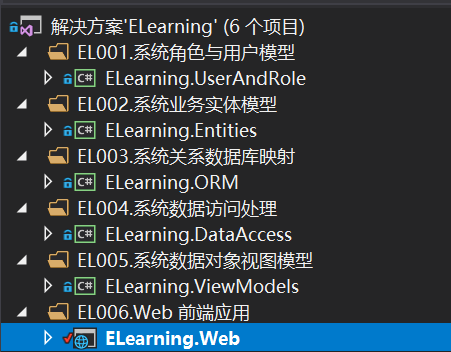 解决方案'ELearning' (6 个项目)
EL001.系统角色与用户模型
C# ELearning.UserAndRole
EL002.系统业务实体模型
C# ELearning.Entities
EL003.系统关系数据库映射
C# ELearning.ORM
EL004.系统数据访问处理
C# ELearning.DataAccess
EL005.系统数据对象视图模型
C# ELearning.ViewModels
EL006.Web 前端应用
ELearning.Web